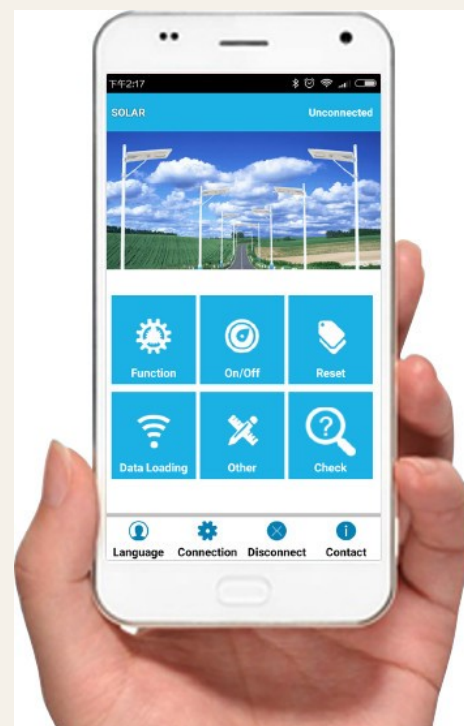 下午2:17
SOLAR Unconnected
Function On/Off Reset
Data Loading Other Check
Language Connection Disconnect Contact